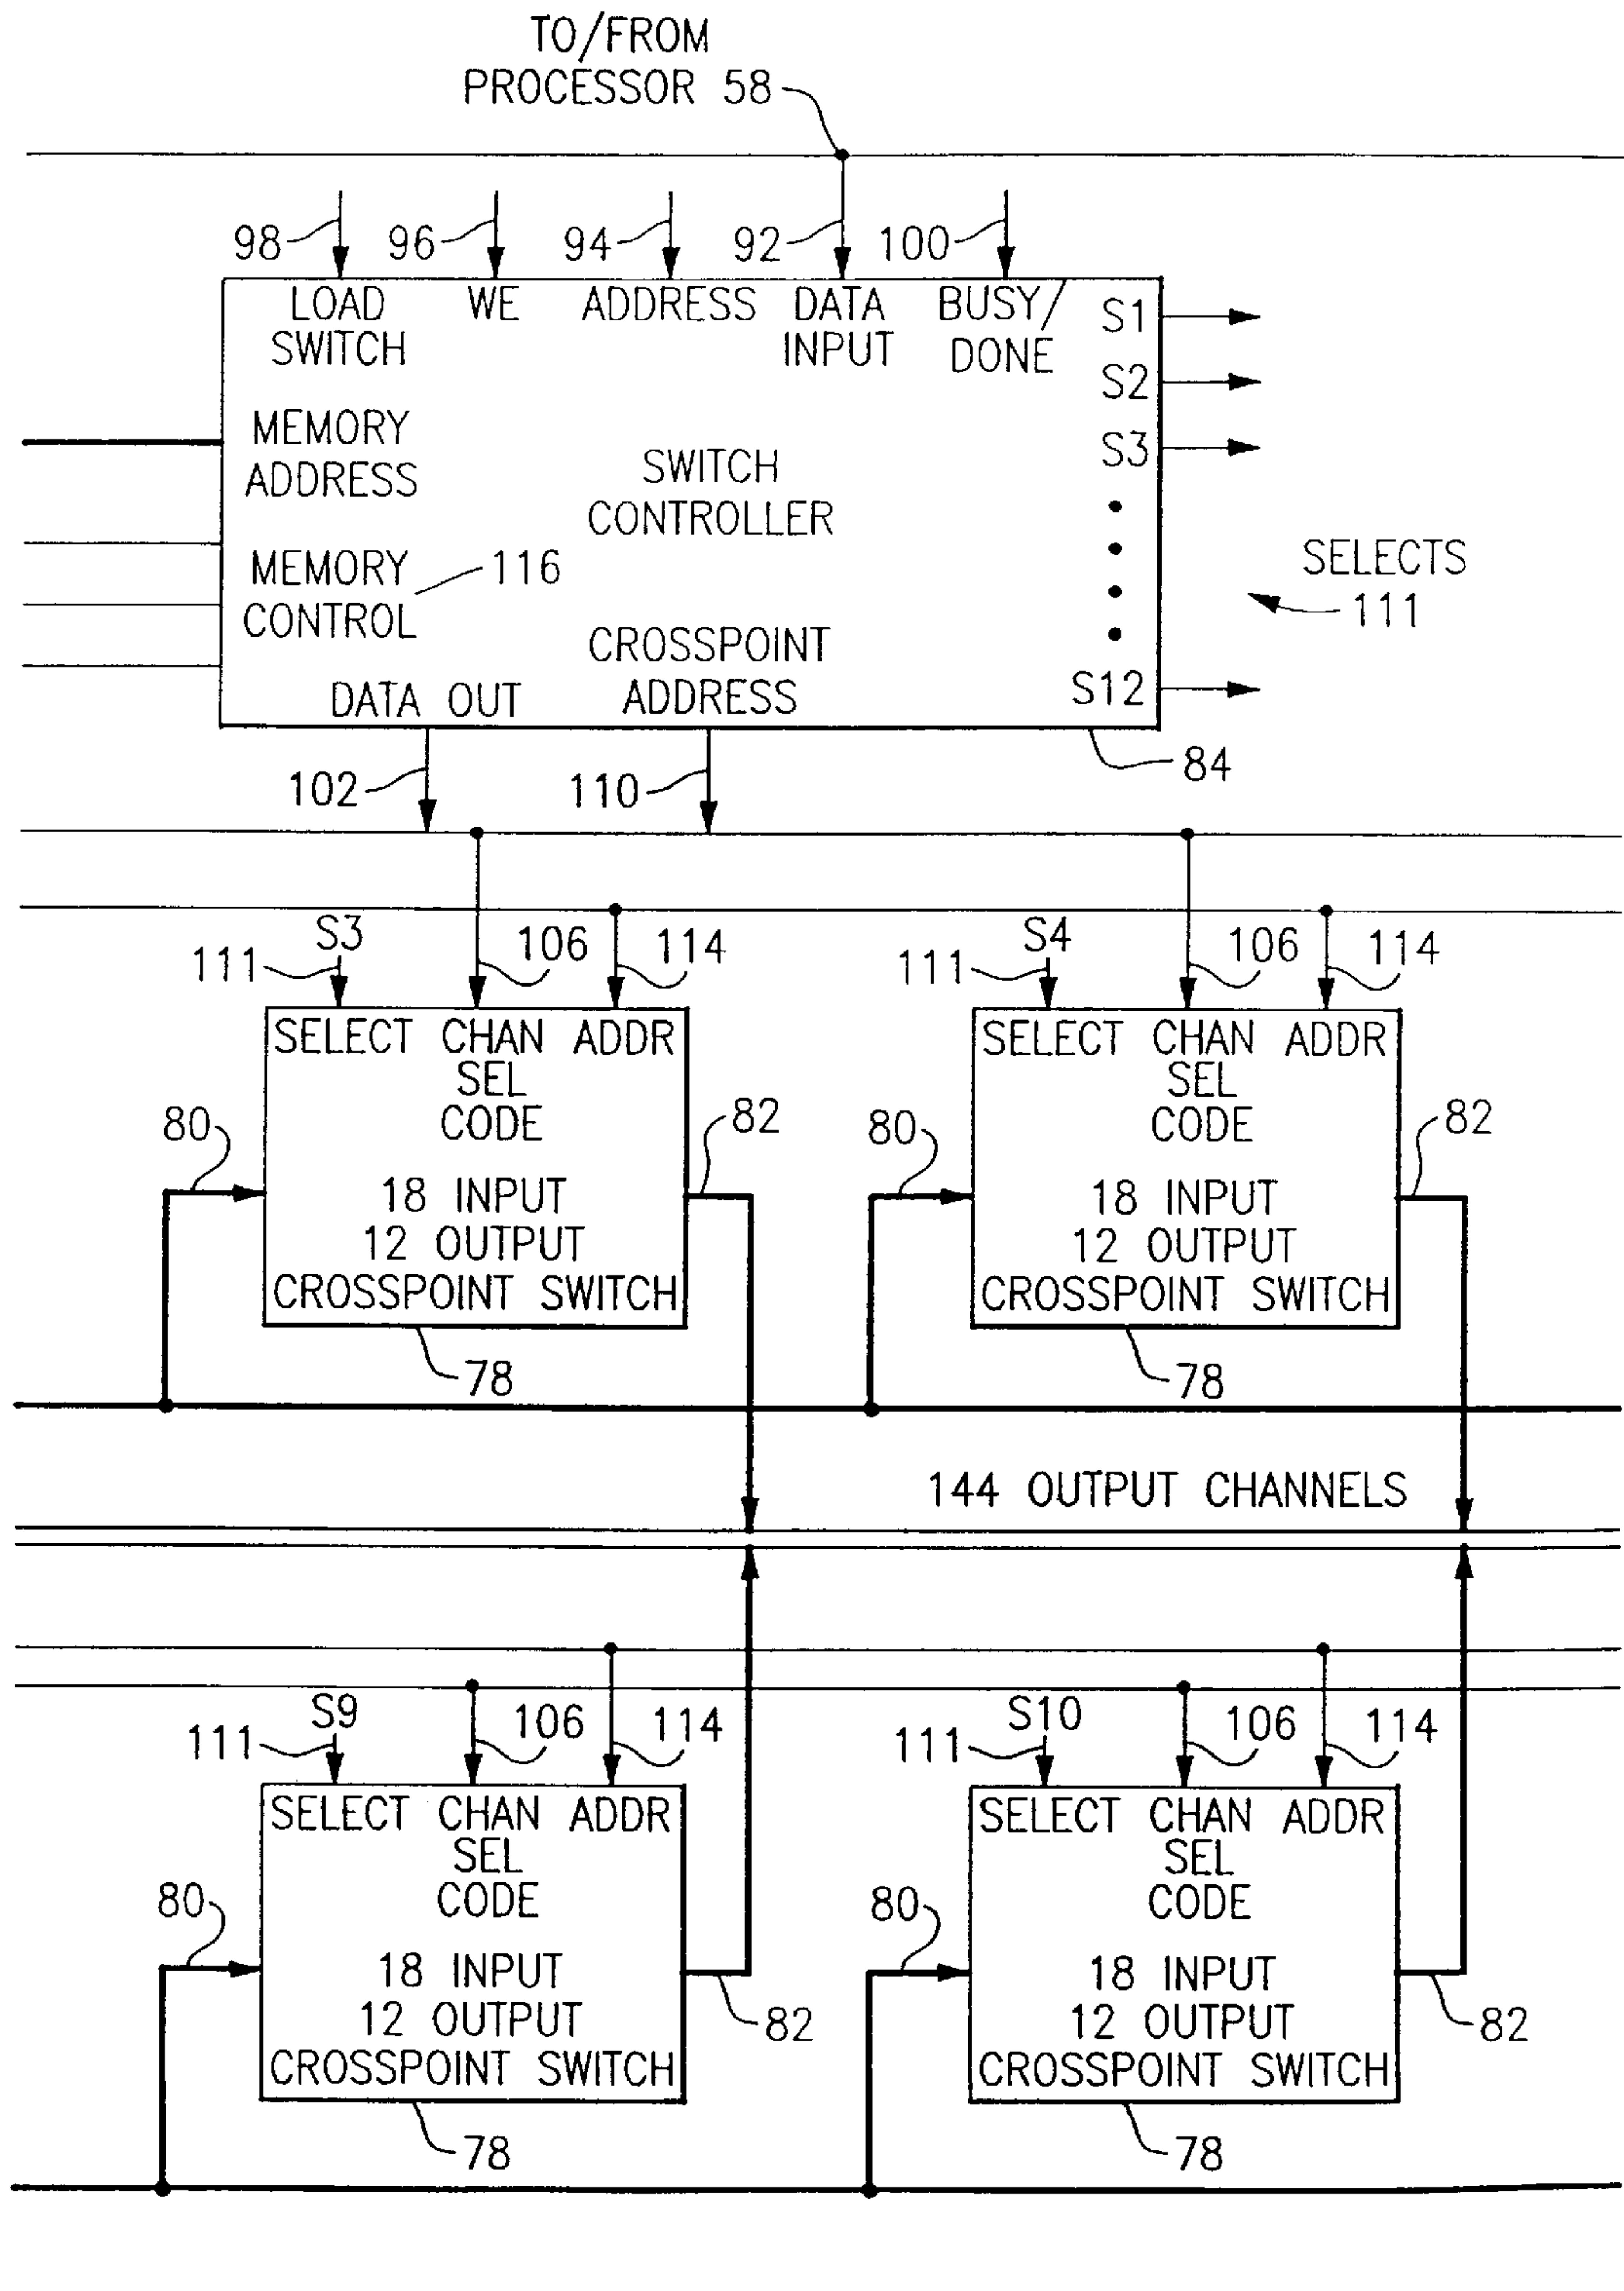 TO/FROM
PROCESSOR 58
98 96 94 92 100
LOAD SWITCH
WE
ADDRESS
DATA INPUT
BUSY/DONE
S1
S2
S3
S12
MEMORY ADDRESS
SWITCH CONTROLLER
MEMORY CONTROL
116
SELECTS
111
CROSSPOINT ADDRESS
DATA OUT
84
102
110
S3
111
106
114
S4
111
106
114
SELECT CHAN ADDR
SEL
CODE
80
82
18 INPUT
12 OUTPUT
CROSSPOINT SWITCH
78
SELECT CHAN ADDR
SEL
CODE
80
82
18 INPUT
12 OUTPUT
CROSSPOINT SWITCH
78
144 OUTPUT CHANNELS
S9
111
106
114
S10
111
106
114
SELECT CHAN ADDR
SEL
CODE
80
18 INPUT
12 OUTPUT
CROSSPOINT SWITCH
82
78
SELECT CHAN ADDR
SEL
CODE
80
18 INPUT
12 OUTPUT
CROSSPOINT SWITCH
82
78